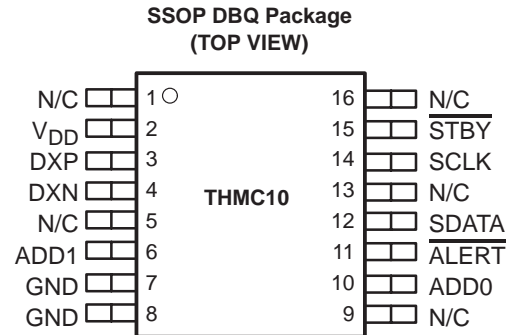 SSOP DBQ Package
(TOP VIEW)
N/C 1 16 N/C
VDD 2 15 STBY
DXP 3 14 SCLK
DXN 4 THMC10 13 N/C
N/C 5 12 SDATA
ADD1 6 11 ALERT
GND 7 10 ADD0
GND 8 9 N/C